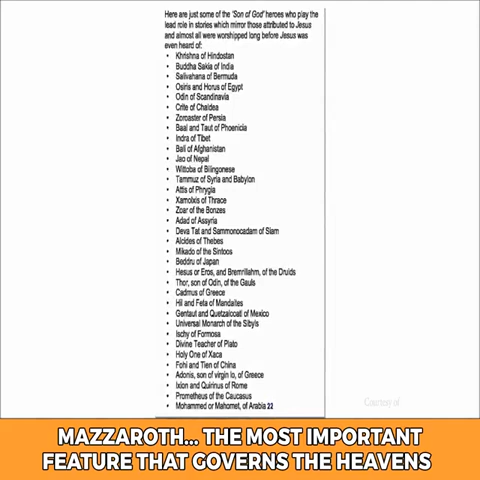 Here are just some of the 'Son of God' heroes who play the
lead role in stories which mirror those attributed to Jesus
and almost all were worshipped long before Jesus was
even heard of:
• Khrishna of Hindostan
• Buddha Sakia of India
• Salivahana of Bermuda
• Osiris and Horus of Egypt
• Odin of Scandinavia
• Crite of Chaldea
• Zoroaster of Persia
• Baal and Taut of Phoenicia
• Indra of Tibet
• Bali of Afghanistan
• Jao of Nepal
• Wittoba of Bilingonese
• Tammuz of Syria and Babylon
• Attis of Phrygia
• Xamolxis of Thrace
• Zoar of the Bonzes
• Adad of Assyria
• Deva Tat and Sammonocadam of Siam
• Alcides of Thebes
• Mikado of the Sintoos
• Beddru of Japan
• Hesus or Eros, and Bremrillahm, of the Druids
• Thor, son of Odin, of the Gauls
• Cadmus of Greece
• Hil and Feta of Mandaites
• Gentaut and Quetzalcoatl of Mexico
• Universal Monarch of the Sibyls
• Ischy of Formosa
• Divine Teacher of Plato
• Holy One of Xaca
• Fohi and Tien of China
• Adonis, son of virgin Io, of Greece
• Ixion and Quirinus of Rome
• Prometheus of the Caucasus
• Mohammed or Mahomet, of Arabia 22
Courtesy of
MAZZAROTH... THE MOST IMPORTANT
FEATURE THAT GOVERNS THE HEAVENS